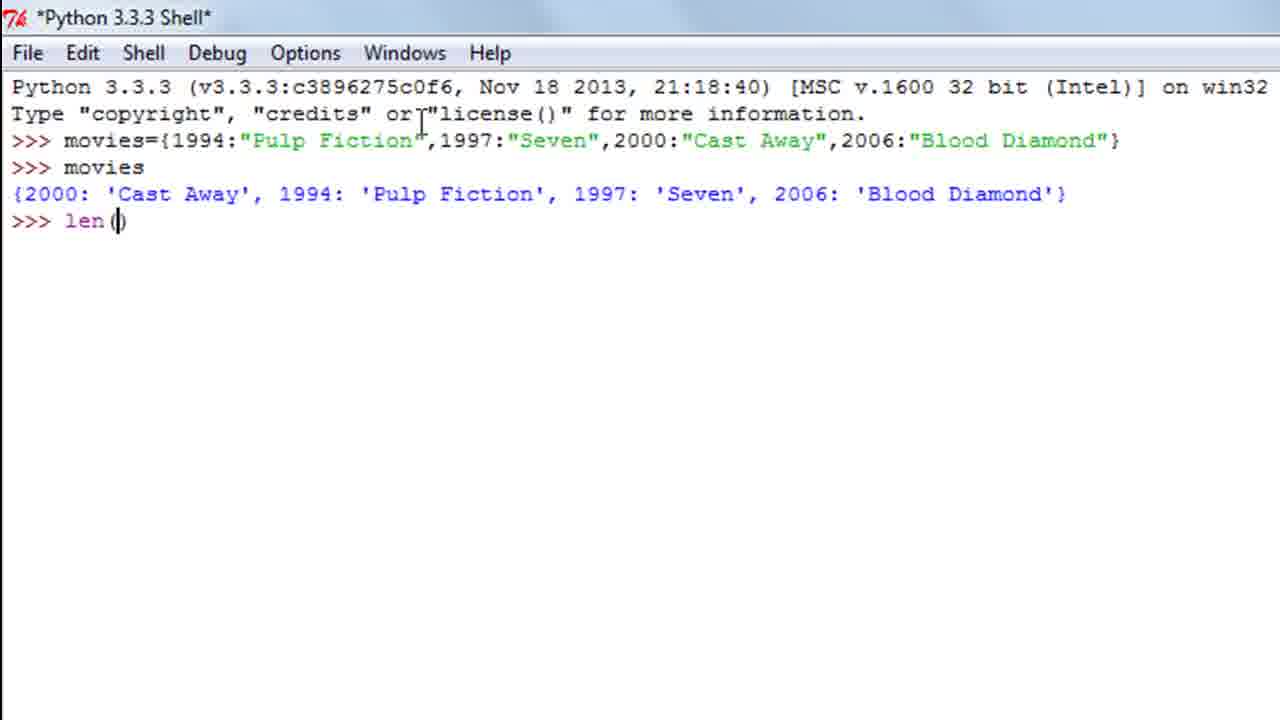 *Python 3.3.3 Shell*
File Edit Shell Debug Options Windows Help
Python 3.3.3 (v3.3.3:c3896275c0f6, Nov 18 2013, 21:18:40) [MSC v.1600 32 bit (Intel)] on win32
Type "copyright", "credits" or "license()" for more information.
>>> movies={1994:"Pulp Fiction",1997:"Seven",2000:"Cast Away",2006:"Blood Diamond"}
>>> movies
{2000: 'Cast Away', 1994: 'Pulp Fiction', 1997: 'Seven', 2006: 'Blood Diamond'}
>>> len()